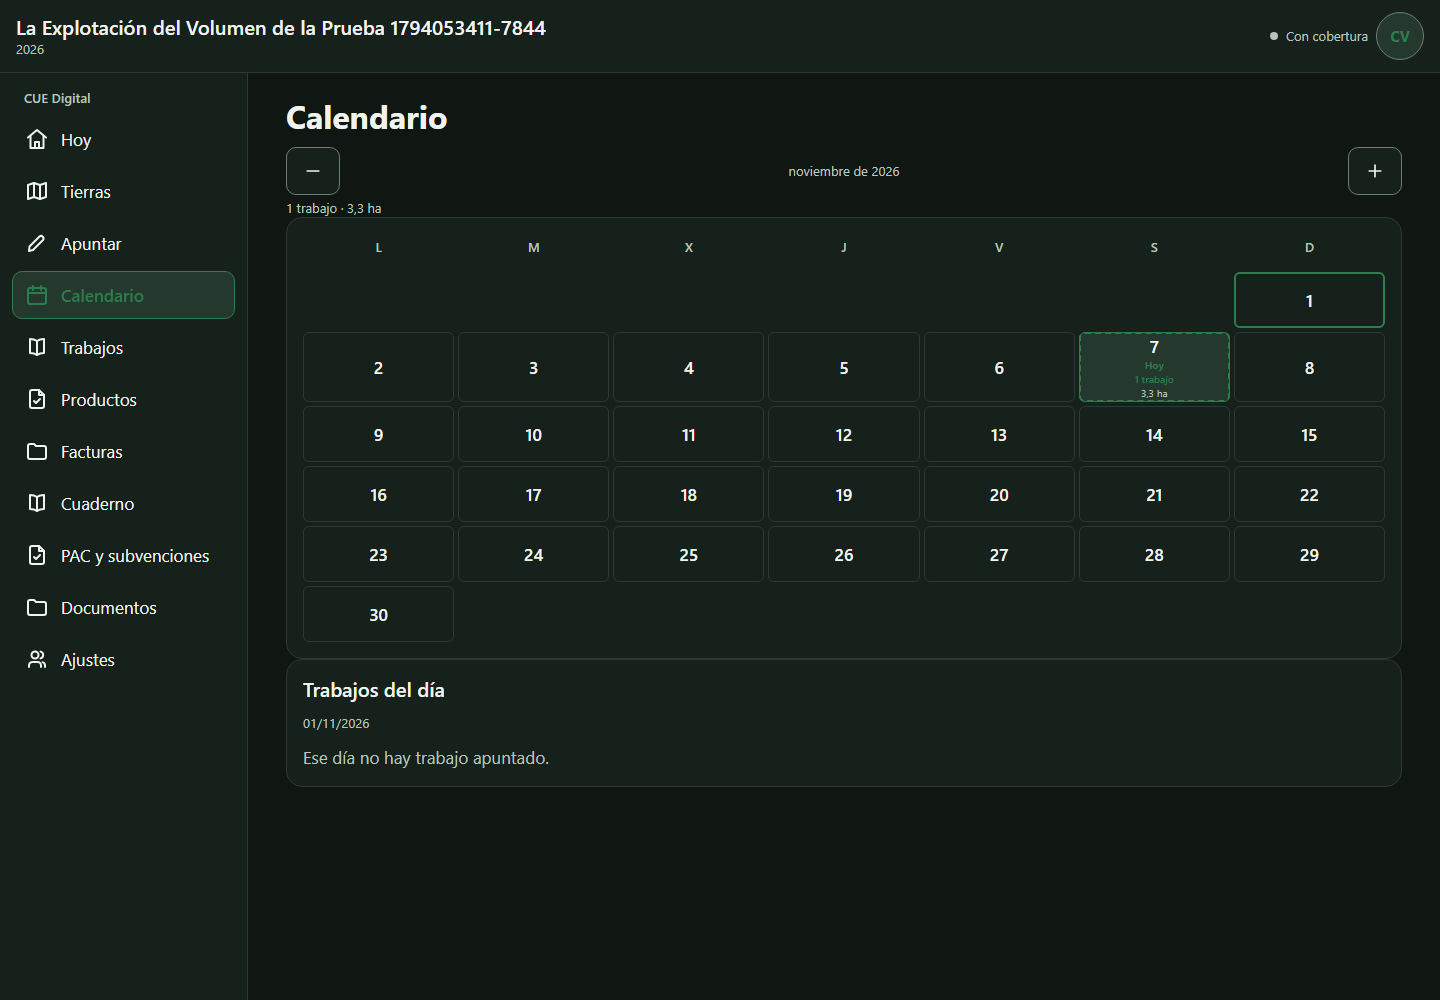 La Explotación del Volumen de la Prueba 1794053411-7844
2026
Con cobertura
CV
CUE Digital
Hoy
Tierras
Apuntar
Calendario
Trabajos
Productos
Facturas
Cuaderno
PAC y subvenciones
Documentos
Ajustes
Calendario
noviembre de 2026
1 trabajo · 3,3 ha
L M X J V S D
1
2 3 4 5 6 7 8
Hoy
1 trabajo
3,3 ha
9 10 11 12 13 14 15
16 17 18 19 20 21 22
23 24 25 26 27 28 29
30
Trabajos del día
01/11/2026
Ese día no hay trabajo apuntado.